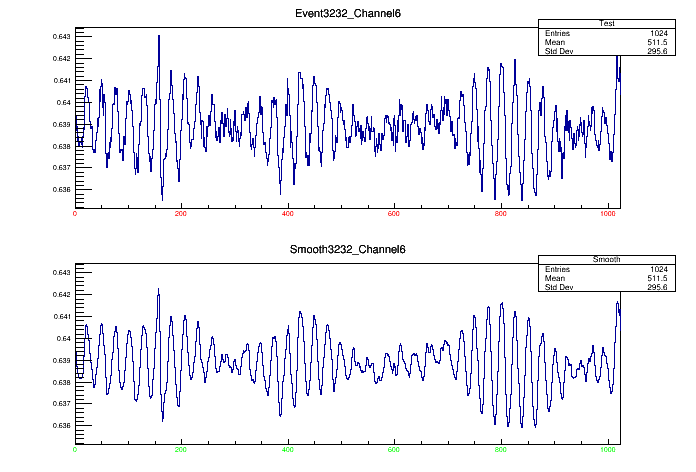 Event3232_Channel6
Test
Entries 1024
Mean 511.5
Std Dev 295.6
0.643
0.642
0.641
0.64
0.639
0.638
0.637
0.636
0 200 400 600 800 1000
Smooth3232_Channel6
Smooth
Entries 1024
Mean 511.5
Std Dev 295.6
0.643
0.642
0.641
0.64
0.639
0.638
0.637
0.636
0 200 400 600 800 1000